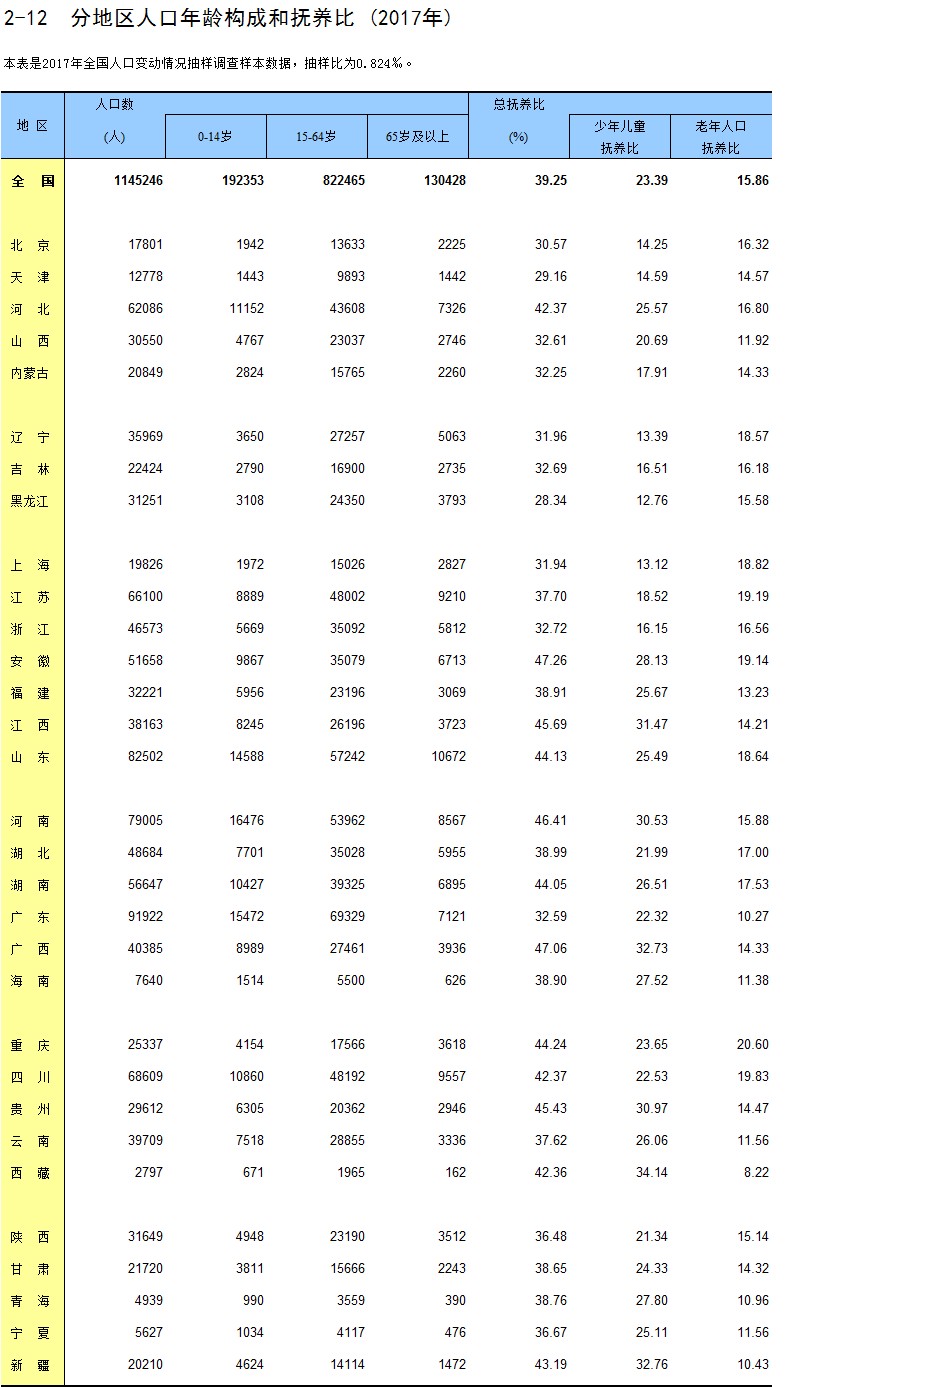 2-12 分地区人口年龄构成和抚养比 (2017年)
本表是2017年全国人口变动情况抽样调查样本数据，抽样比为0.824‰。
地 区 人口数 (人) 0-14岁 15-64岁 65岁及以上 总抚养比 (%) 少年儿童抚养比 老年人口抚养比
全 国 1145246 192353 822465 130428 39.25 23.39 15.86
北 京 17801 1942 13633 2225 30.57 14.25 16.32
天 津 12778 1443 9893 1442 29.16 14.59 14.57
河 北 62086 11152 43608 7326 42.37 25.57 16.80
山 西 30550 4767 23037 2746 32.61 20.69 11.92
内蒙古 20849 2824 15765 2260 32.25 17.91 14.33
辽 宁 35969 3650 27257 5063 31.96 13.39 18.57
吉 林 22424 2790 16900 2735 32.69 16.51 16.18
黑龙江 31251 3108 24350 3793 28.34 12.76 15.58
上 海 19826 1972 15026 2827 31.94 13.12 18.82
江 苏 66100 8889 48002 9210 37.70 18.52 19.19
浙 江 46573 5669 35092 5812 32.72 16.15 16.56
安 徽 51658 9867 35079 6713 47.26 28.13 19.14
福 建 32221 5956 23196 3069 38.91 25.67 13.23
江 西 38163 8245 26196 3723 45.69 31.47 14.21
山 东 82502 14588 57242 10672 44.13 25.49 18.64
河 南 79005 16476 53962 8567 46.41 30.53 15.88
湖 北 48684 7701 35028 5955 38.99 21.99 17.00
湖 南 56647 10427 39325 6895 44.05 26.51 17.53
广 东 91922 15472 69329 7121 32.59 22.32 10.27
广 西 40385 8989 27461 3936 47.06 32.73 14.33
海 南 7640 1514 5500 626 38.90 27.52 11.38
重 庆 25337 4154 17566 3618 44.24 23.65 20.60
四 川 68609 10860 48192 9557 42.37 22.53 19.83
贵 州 29612 6305 20362 2946 45.43 30.97 14.47
云 南 39709 7518 28855 3336 37.62 26.06 11.56
西 藏 2797 671 1965 162 42.36 34.14 8.22
陕 西 31649 4948 23190 3512 36.48 21.34 15.14
甘 肃 21720 3811 15666 2243 38.65 24.33 14.32
青 海 4939 990 3559 390 38.76 27.80 10.96
宁 夏 5627 1034 4117 476 36.67 25.11 11.56
新 疆 20210 4624 14114 1472 43.19 32.76 10.43